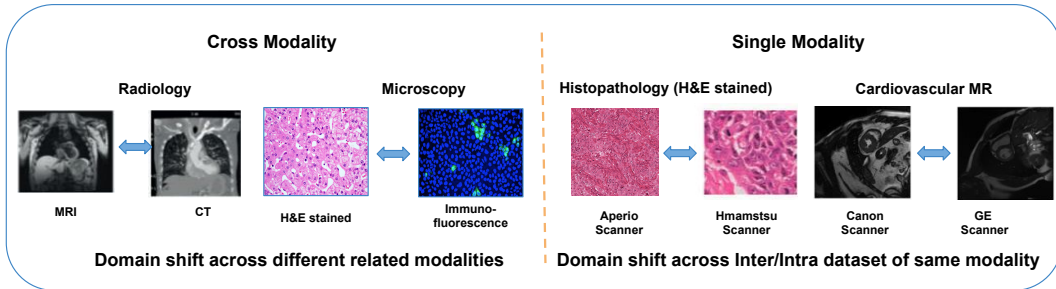 Cross Modality
Radiology
Microscopy
MRI
CT
H&E stained
Immuno-
fluorescence
Domain shift across different related modalities
Single Modality
Histopathology (H&E stained)
Cardiovascular MR
Aperio
Scanner
Hmamstsu
Scanner
Canon
Scanner
GE
Scanner
Domain shift across Inter/Intra dataset of same modality